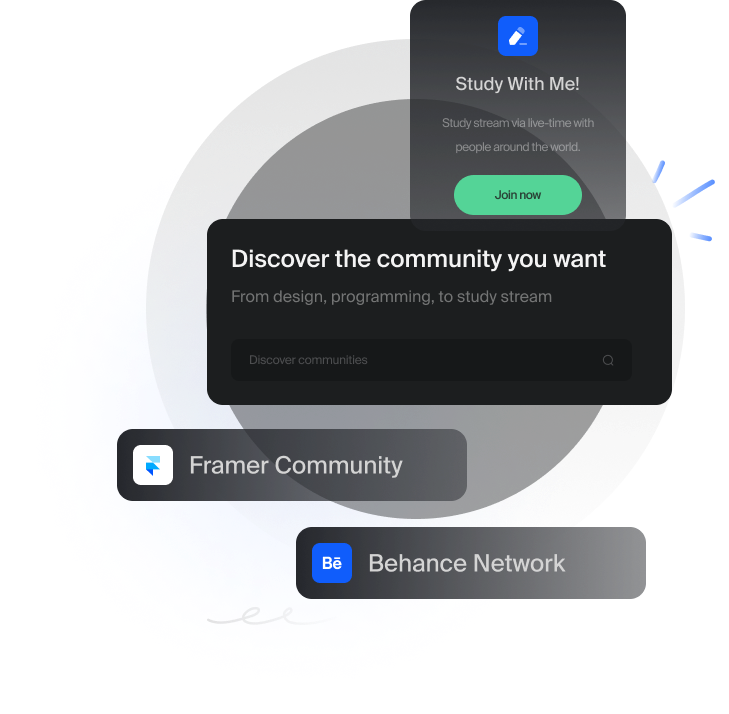 Study With Me!
Study stream via live-time with
people around the world.
Join now
Discover the community you want
From design, programming, to study stream
Discover communities
Framer Community
Bē
Behance Network